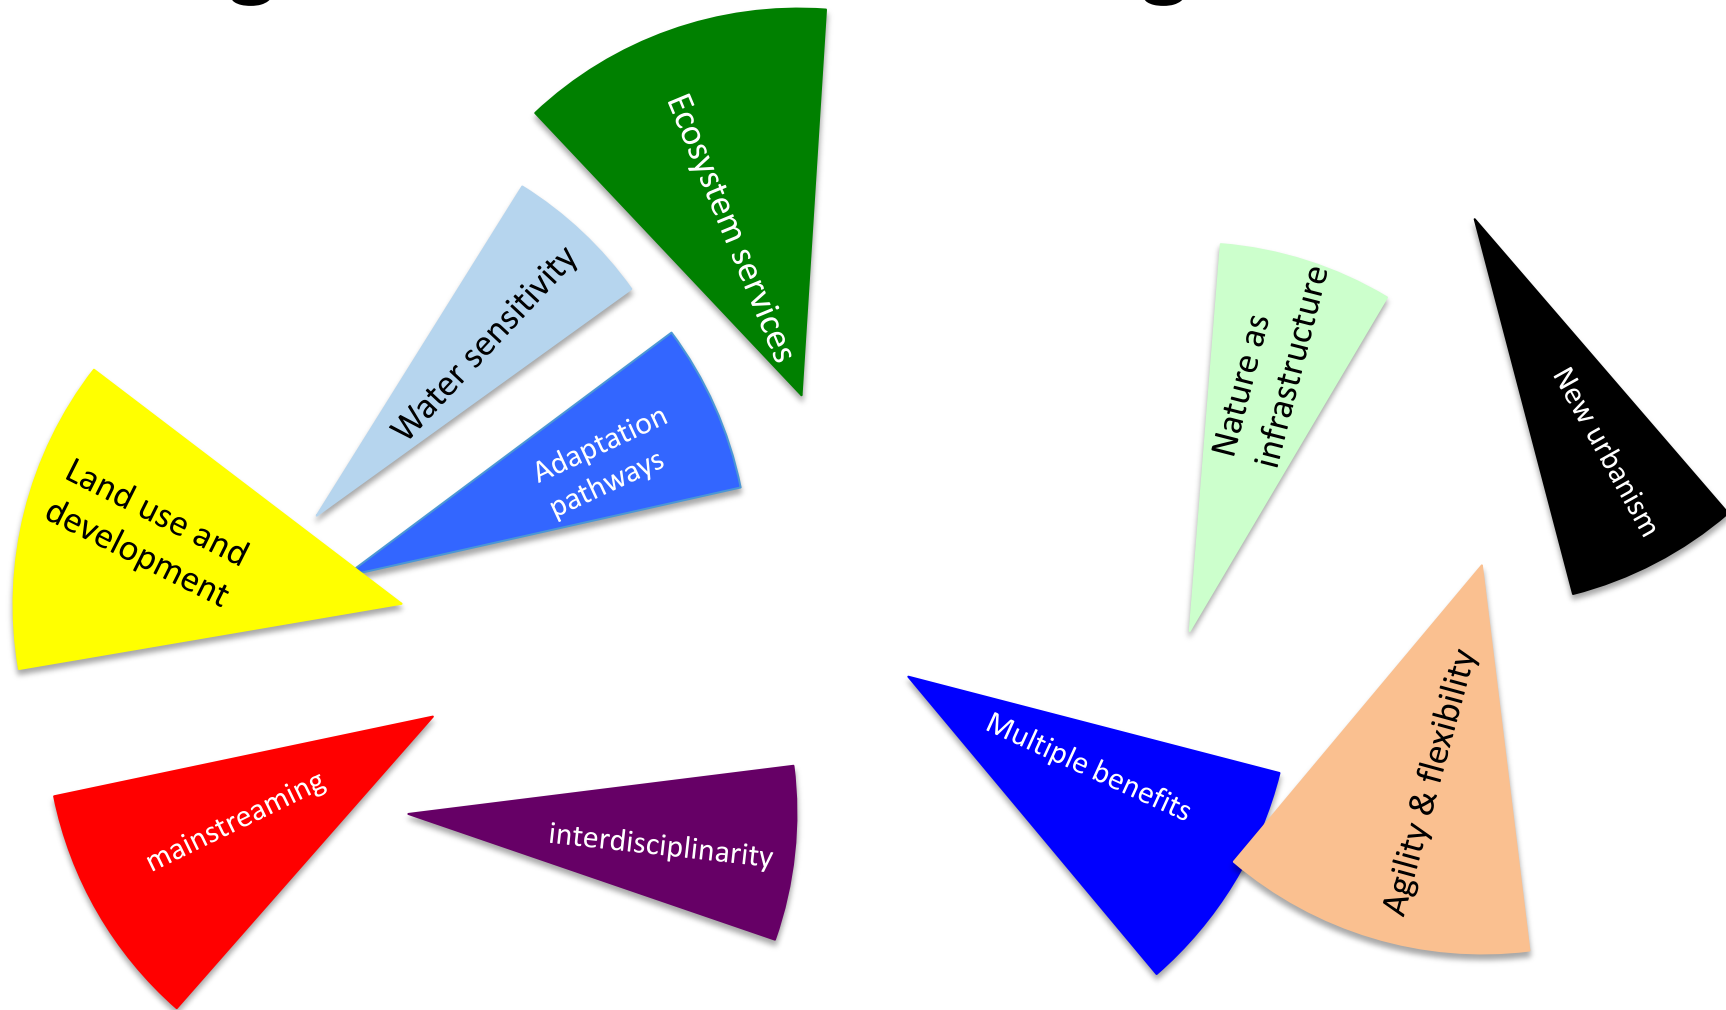 Ecosystem services
Water sensitivity
Adaptation
pathways
Land use and
development
mainstreaming
interdisciplinarity
Nature as
infrastructure
New urbanism
Multiple benefits
Agility & flexibility